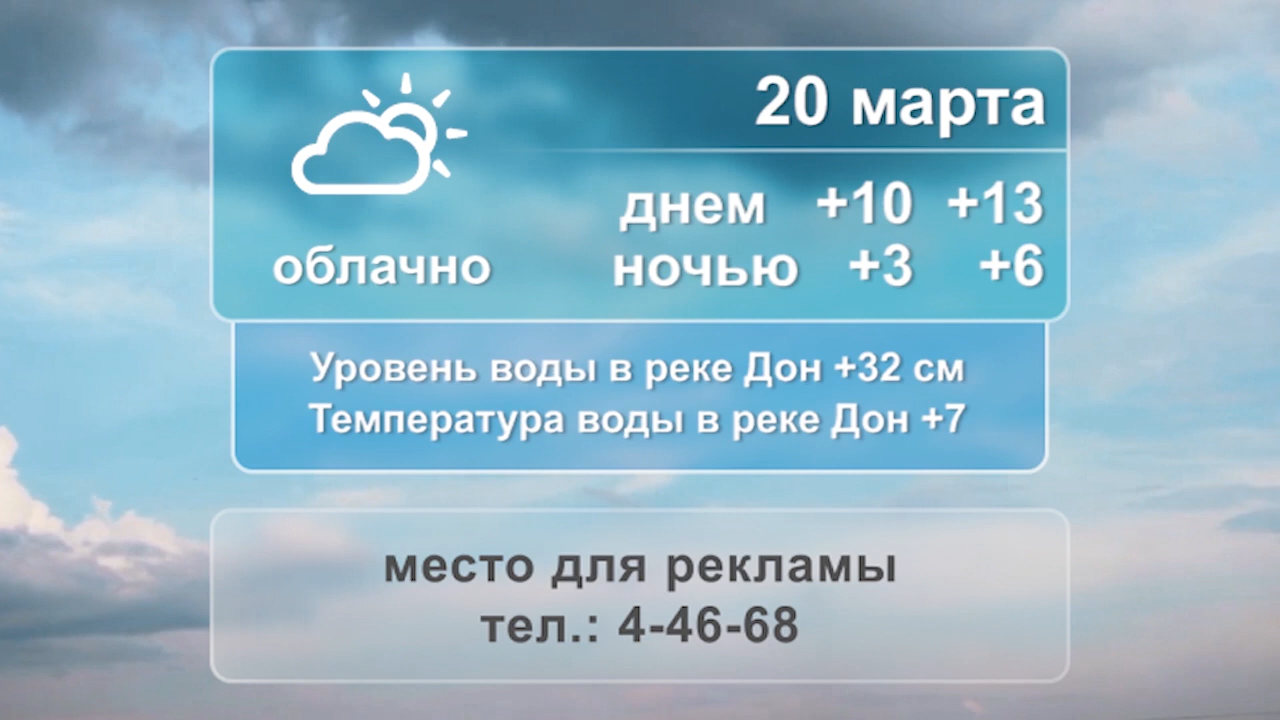 20 марта
днем +10 +13
облачно
ночью +3 +6
Уровень воды в реке Дон +32 см
Температура воды в реке Дон +7
место для рекламы
тел.: 4-46-68